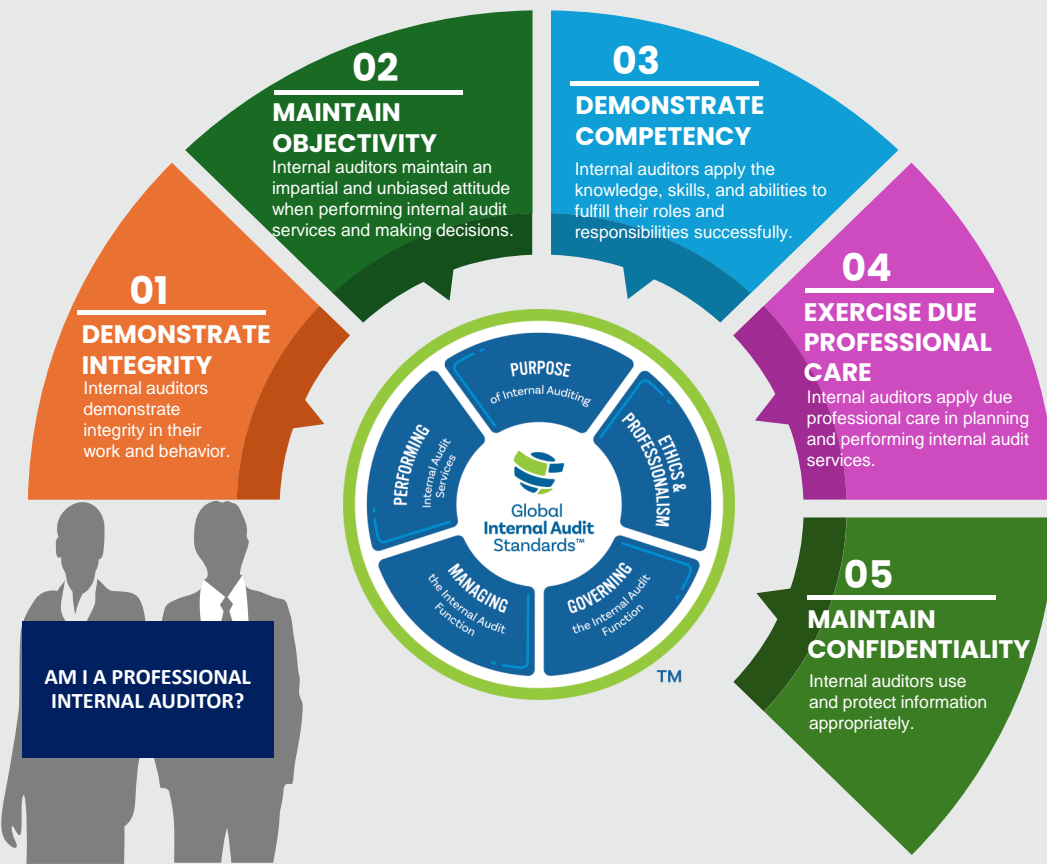 01
DEMONSTRATE
INTEGRITY
Internal auditors
demonstrate
integrity in their
work and behavior.
02
MAINTAIN
OBJECTIVITY
Internal auditors maintain an
impartial and unbiased attitude
when performing internal audit
services and making decisions.
03
DEMONSTRATE
COMPETENCY
Internal auditors apply the
knowledge, skills, and abilities to
fulfill their roles and
responsibilities successfully.
04
EXERCISE DUE
PROFESSIONAL
CARE
Internal auditors apply due
professional care in planning
and performing internal audit
services.
05
MAINTAIN
CONFIDENTIALITY
Internal auditors use
and protect information
appropriately.
PURPOSE
of Internal Auditing
ETHICS &
PROFESSIONALISM
GOVERNING
the Internal Audit
Function
MANAGING
the Internal Audit
Function
PERFORMING
Internal Audit
Services
Global
Internal Audit
Standards™
TM
AM I A PROFESSIONAL
INTERNAL AUDITOR?